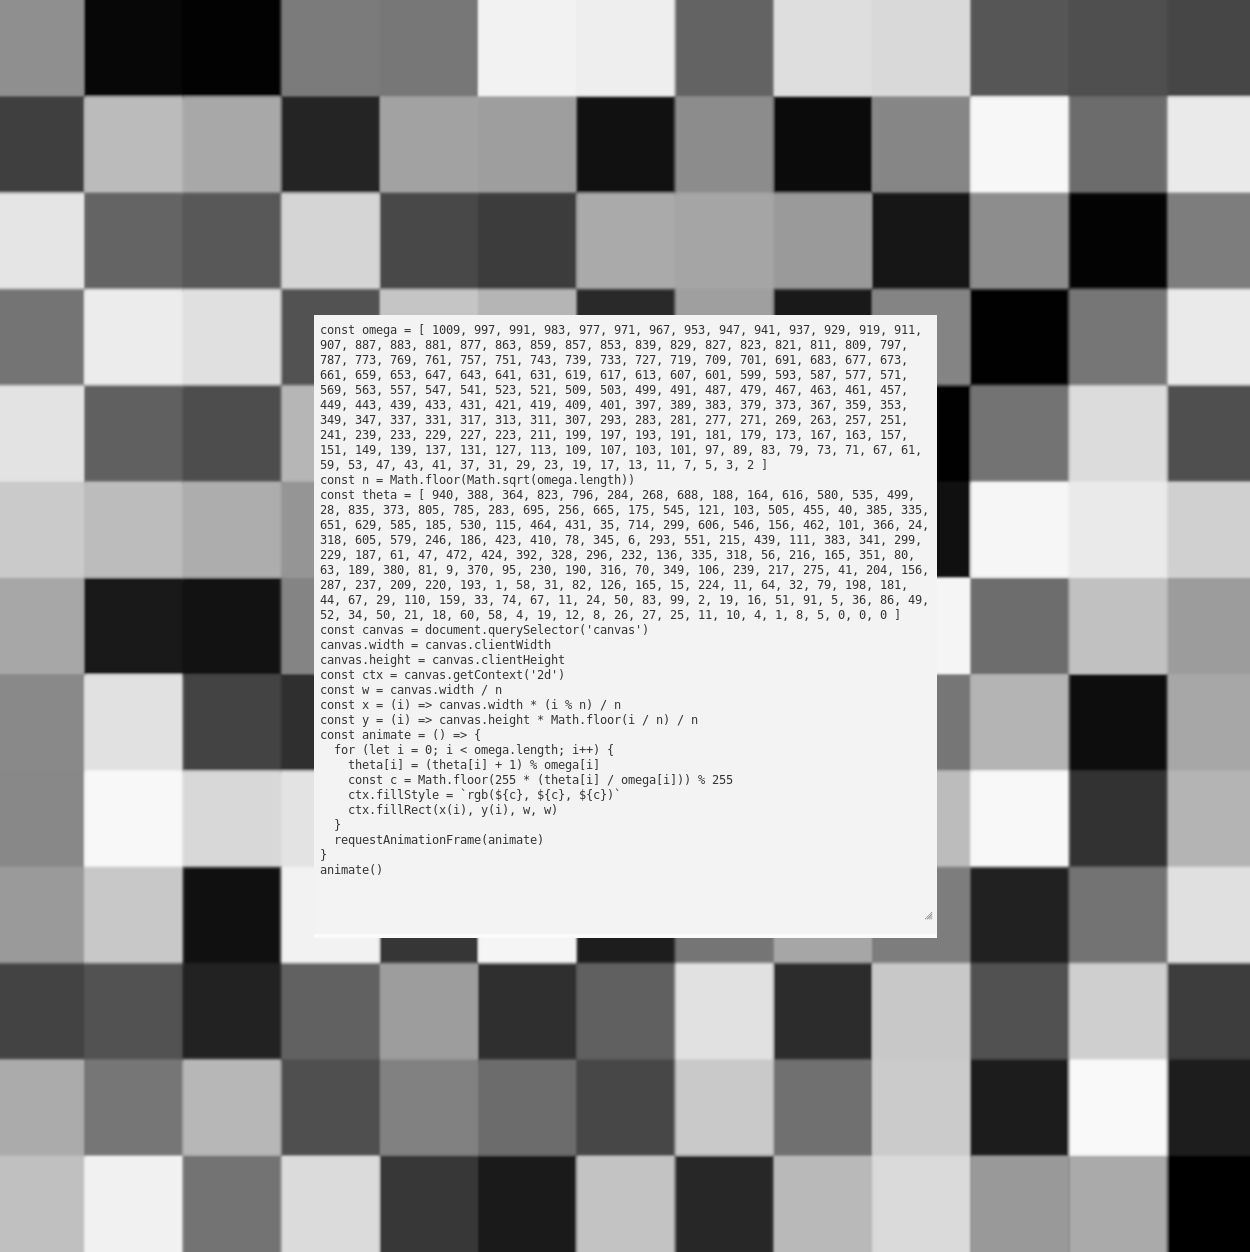 const omega = [ 1009, 997, 991, 983, 977, 971, 967, 953, 947, 941, 937, 929, 919, 911,
907, 887, 883, 881, 877, 863, 859, 857, 853, 839, 829, 827, 823, 821, 811, 809, 797,
787, 773, 769, 761, 757, 751, 743, 739, 733, 727, 719, 709, 701, 691, 683, 677, 673,
661, 659, 653, 647, 643, 641, 631, 619, 617, 613, 607, 601, 599, 593, 587, 577, 571,
569, 563, 557, 547, 541, 523, 521, 509, 503, 499, 491, 487, 479, 467, 463, 461, 457,
449, 443, 439, 433, 431, 421, 419, 409, 401, 397, 389, 383, 379, 373, 367, 359, 353,
349, 347, 337, 331, 317, 313, 311, 307, 293, 283, 281, 277, 271, 269, 263, 257, 251,
241, 239, 233, 229, 227, 223, 211, 199, 197, 193, 191, 181, 179, 173, 167, 163, 157,
151, 149, 139, 137, 131, 127, 113, 109, 107, 103, 101, 97, 89, 83, 79, 73, 71, 67, 61,
59, 53, 47, 43, 41, 37, 31, 29, 23, 19, 17, 13, 11, 7, 5, 3, 2 ]
const n = Math.floor(Math.sqrt(omega.length))
const theta = [ 940, 388, 364, 823, 796, 284, 268, 688, 188, 164, 616, 580, 535, 499,
28, 835, 373, 805, 785, 283, 695, 256, 665, 175, 545, 121, 103, 505, 455, 40, 385, 335,
651, 629, 585, 185, 530, 115, 464, 431, 35, 714, 299, 606, 546, 156, 462, 101, 366, 24,
318, 605, 579, 246, 186, 423, 410, 78, 345, 6, 293, 551, 215, 439, 111, 383, 341, 299,
229, 187, 61, 47, 472, 424, 392, 328, 296, 232, 136, 335, 318, 56, 216, 165, 351, 80,
63, 189, 380, 81, 9, 370, 95, 230, 190, 316, 70, 349, 106, 239, 217, 275, 41, 204, 156,
287, 237, 209, 220, 193, 1, 58, 31, 82, 126, 165, 15, 224, 11, 64, 32, 79, 198, 181,
44, 67, 29, 110, 159, 33, 74, 67, 11, 24, 50, 83, 99, 2, 19, 16, 51, 91, 5, 36, 86, 49,
52, 34, 50, 21, 18, 60, 58, 4, 19, 12, 8, 26, 27, 25, 11, 10, 4, 1, 8, 5, 0, 0, 0 ]
const canvas = document.querySelector('canvas')
canvas.width = canvas.clientWidth
canvas.height = canvas.clientHeight
const ctx = canvas.getContext('2d')
const w = canvas.width / n
const x = (i) => canvas.width * (i % n) / n
const y = (i) => canvas.height * Math.floor(i / n) / n
const animate = () => {
  for (let i = 0; i < omega.length; i++) {
    theta[i] = (theta[i] + 1) % omega[i]
    const c = Math.floor(255 * (theta[i] / omega[i])) % 255
    ctx.fillStyle = `rgb(${c}, ${c}, ${c})`
    ctx.fillRect(x(i), y(i), w, w)
  }
  requestAnimationFrame(animate)
}
animate()